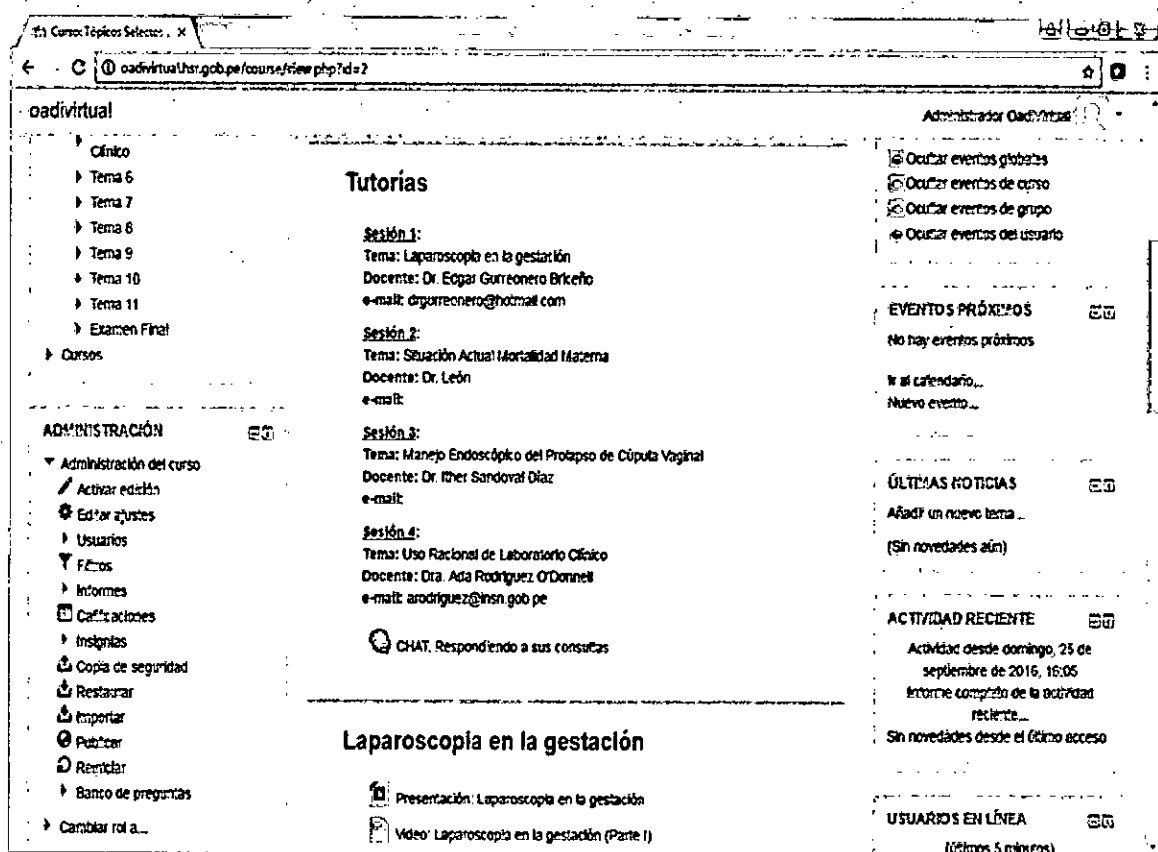 Curso: Tópicos Selectos
oadivirtual.hsr.gob.pe/course/view.php?id=2
oadivirtual
Administrador OadiVirtual
Clínico
Tema 6
Tema 7
Tema 8
Tema 9
Tema 10
Tema 11
Examen Final
Cursos
ADMINISTRACIÓN
Administración del curso
Activar edición
Editar ajustes
Usuarios
Filtros
Informes
Calificaciones
Insignias
Copia de seguridad
Restaurar
Importar
Publicar
Reiniciar
Banco de preguntas
Cambiar rol a...
Tutorías
Sesión 1:
Tema: Laparoscopía en la gestación
Docente: Dr. Edgar Gurreonero Briceño
e-mail: drgurreonero@hotmail.com
Sesión 2:
Tema: Situación Actual Mortalidad Materna
Docente: Dr. León
e-mail:
Sesión 3:
Tema: Manejo Endoscópico del Prolapso de Cúpula Vaginal
Docente: Dr. Sandoval Díaz
e-mail:
Sesión 4:
Tema: Uso Racional de Laboratorio Clínico
Docente: Dra. Ada Rodríguez O'Donnell
e-mail: arodriguez@insn.gob.pe
CHAT. Respondiendo a sus consultas
Laparoscopía en la gestación
Presentación: Laparoscopía en la gestación
Video: Laparoscopía en la gestación (Parte I)
Ocultar eventos globales
Ocultar eventos de curso
Ocultar eventos de grupo
Ocultar eventos del usuario
EVENTOS PRÓXIMOS
No hay eventos próximos
Ir al calendario...
Nuevo evento...
ÚLTIMAS NOTICIAS
Añadir un nuevo tema...
(Sin novedades aún)
ACTIVIDAD RECIENTE
Actividad desde domingo, 25 de
septiembre de 2016, 16:05
Informe completo de la actividad
reciente...
Sin novedades desde el último acceso
USUARIOS EN LÍNEA
(últimos 5 minutos)